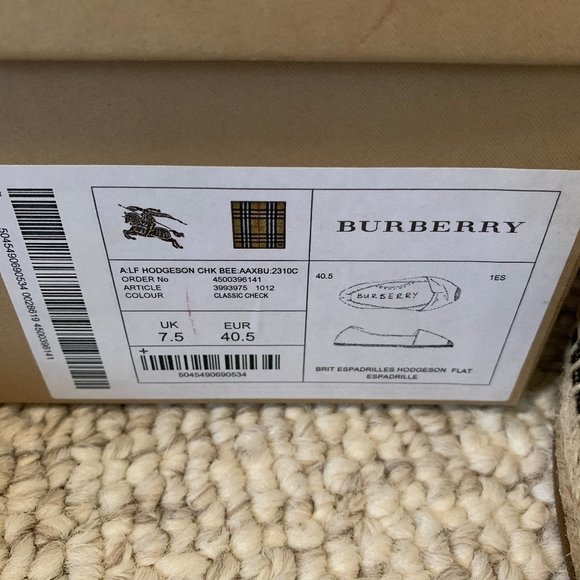 5045490690534 0028619 4500396141
BURBERRY
A:LF HODGESON CHK BEE:AAXBU:2310C
ORDER No 4500396141
ARTICLE 3993975 1012
COLOUR CLASSIC CHECK
UK EUR
7.5 40.5
+
5045490690534
40.5 1ES
BURBERRY
BRIT ESPADRILLES HODGESON FLAT
ESPADRILLE